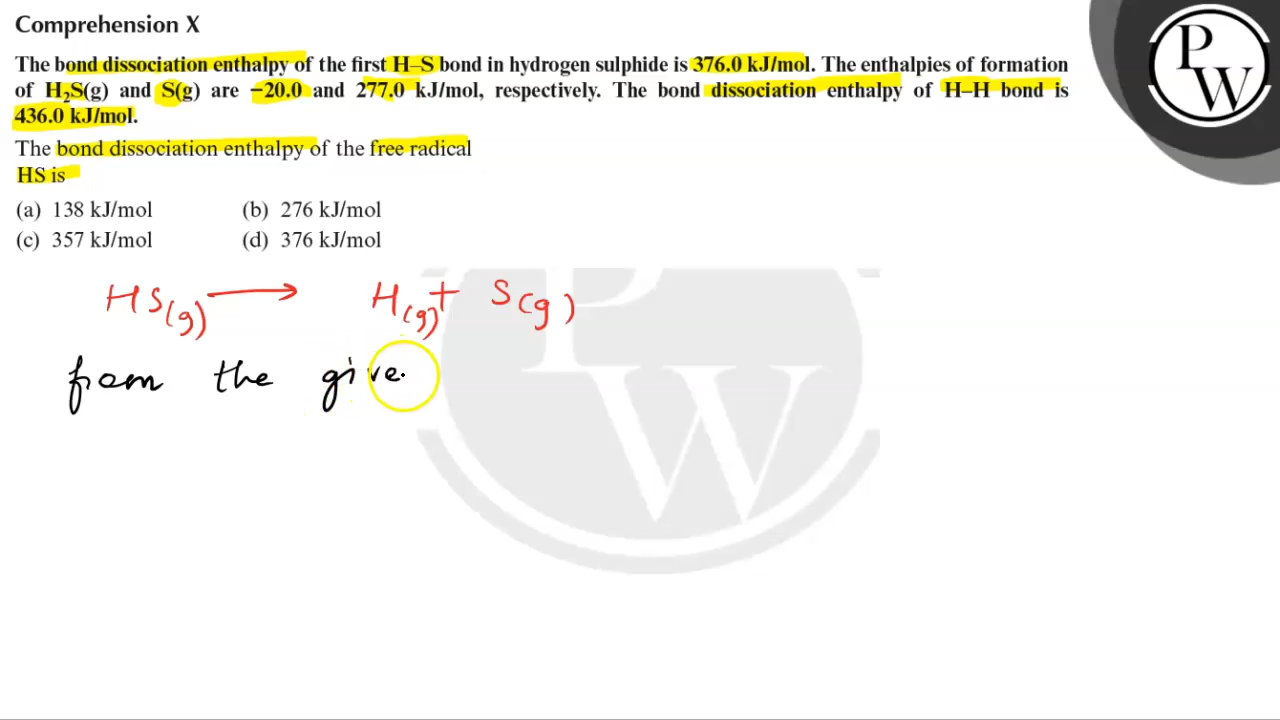 Comprehension X
The bond dissociation enthalpy of the first H–S bond in hydrogen sulphide is 376.0 kJ/mol. The enthalpies of formation
of H₂S(g) and S(g) are −20.0 and 277.0 kJ/mol, respectively. The bond dissociation enthalpy of H–H bond is
436.0 kJ/mol.
The bond dissociation enthalpy of the free radical
HS is
(a) 138 kJ/mol (b) 276 kJ/mol
(c) 357 kJ/mol (d) 376 kJ/mol
HS(g) → H(g) + S(g)
from the give
P
W
P
W